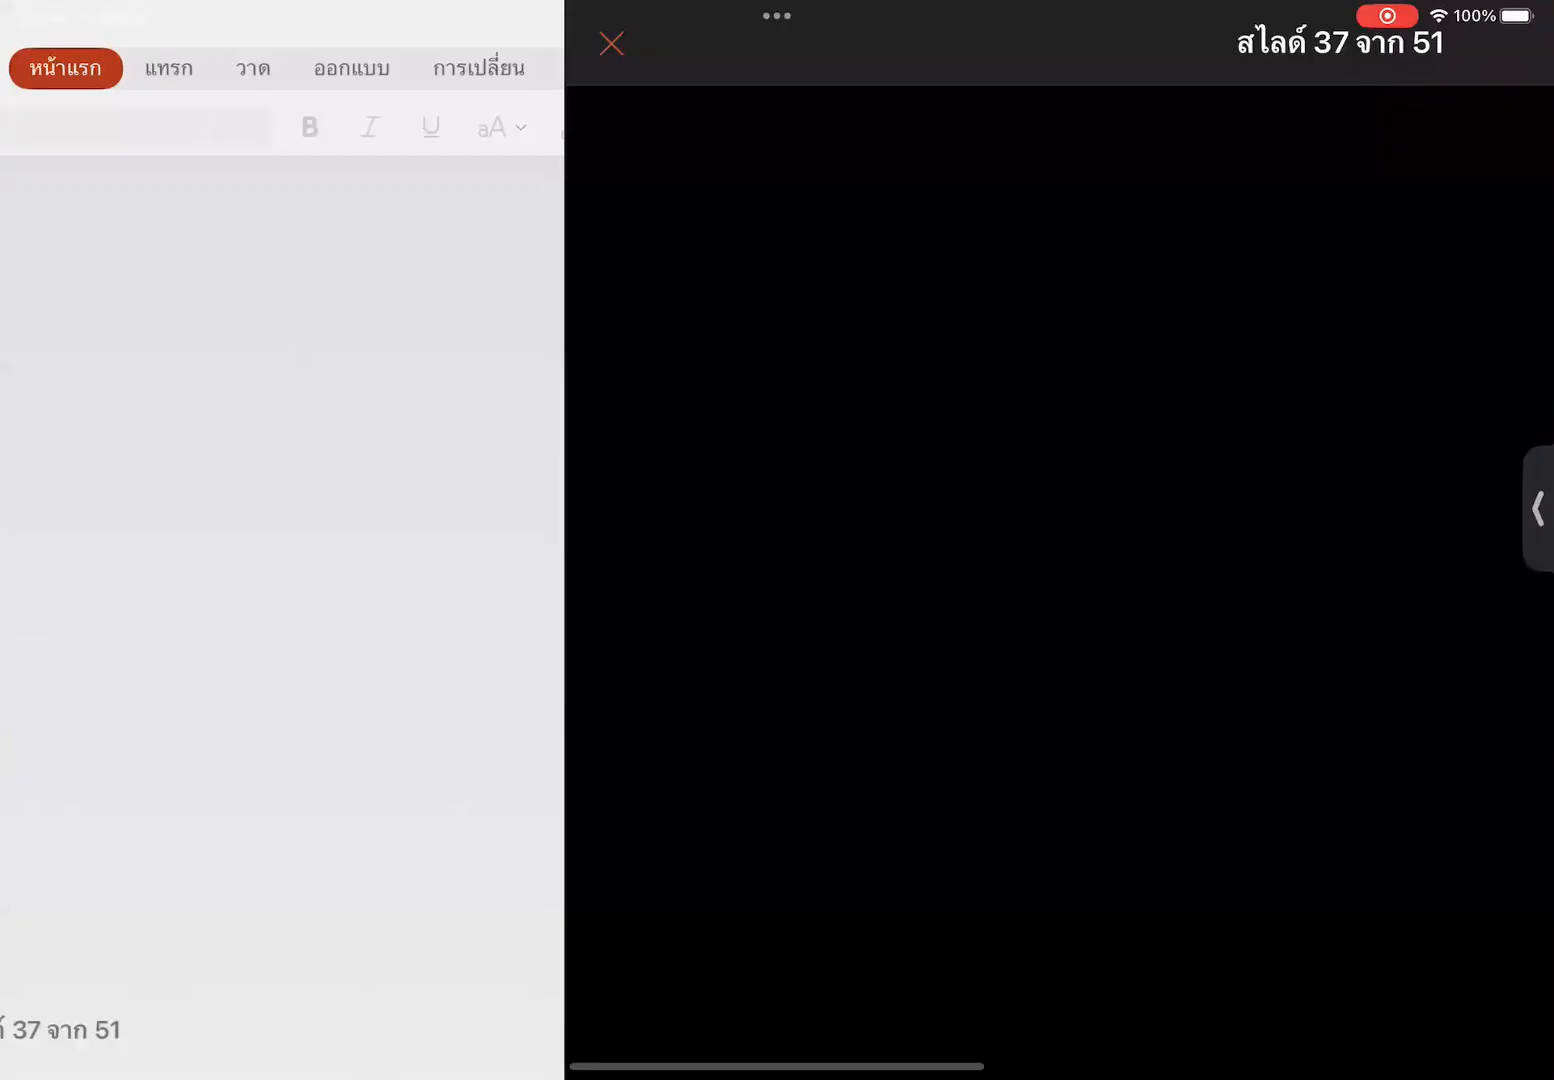 100%
สไลด์ 37 จาก 51
หน้าแรก แทรก วาด ออกแบบ การเปลี่ยน
B I U aA
37 จาก 51